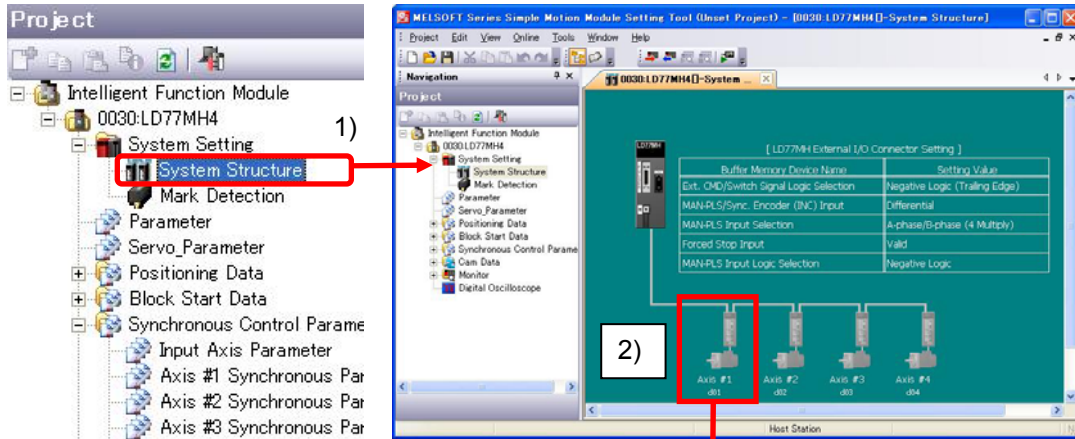 Project
Intelligent Function Module
0030:LD77MH4
System Setting
System Structure
Mark Detection
Parameter
Servo_Parameter
Positioning Data
Block Start Data
Synchronous Control Parame
Input Axis Parameter
Axis #1 Synchronous Par
Axis #2 Synchronous Par
Axis #3 Synchronous Par
1)
MELSOFT Series Simple Motion Module Setting Tool (Unset Project) - [0030:LD77MH4[]-System Structure]
Project Edit View Online Tools Window Help
Navigation
0030:LD77MH4[]-System ...
Project
Intelligent Function Module
0030:LD77MH4
System Setting
System Structure
Mark Detection
Parameter
Servo_Parameter
Positioning Data
Block Start Data
Synchronous Control Parame
Cam Data
Monitor
Digital Oscilloscope
LD77MH
[ LD77MH External I/O Connector Setting ]
Buffer Memory Device Name Setting Value
Ext. CMD/Switch Signal Logic Selection Negative Logic (Traling Edge)
MAN-PLS/Sync. Encoder (INC) Input Differential
MAN-PLS Input Selection A-phase/B-phase (4 Multiply)
Forced Stop Input Valid
MAN-PLS Input Logic Selection Negative Logic
2)
Axis #1 Axis #2 Axis #3 Axis #4
d01 d02 d03 d04
Host Station